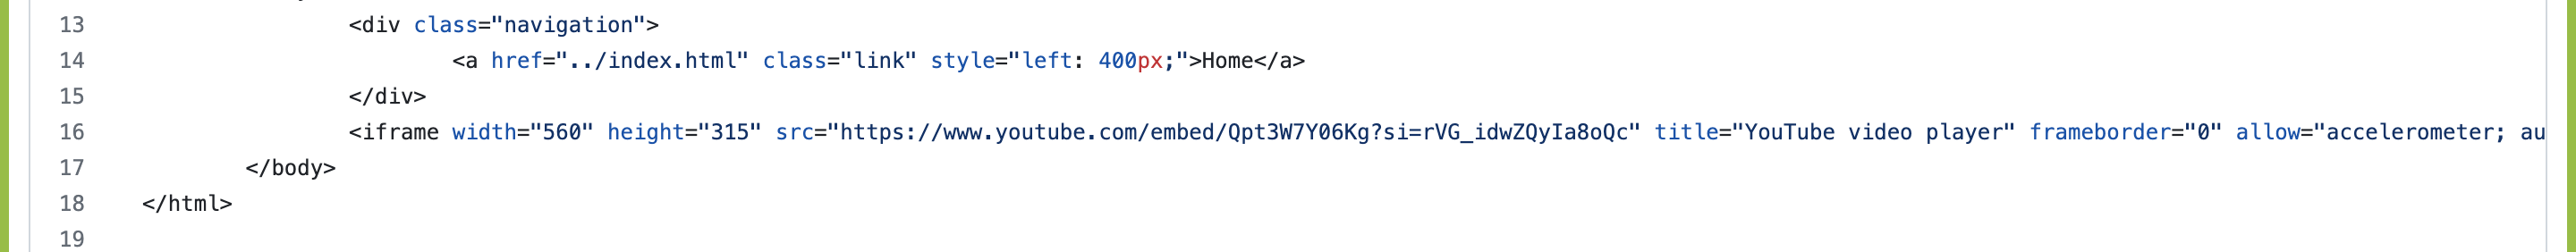 13 <div class="navigation">
14 <a href="../index.html" class="link" style="left: 400px;">Home</a>
15 </div>
16 <iframe width="560" height="315" src="https://www.youtube.com/embed/Qpt3W7Y06Kg?si=rVG_idwZQyIa8oQc" title="YouTube video player" frameborder="0" allow="accelerometer; au
17 </body>
18 </html>
19